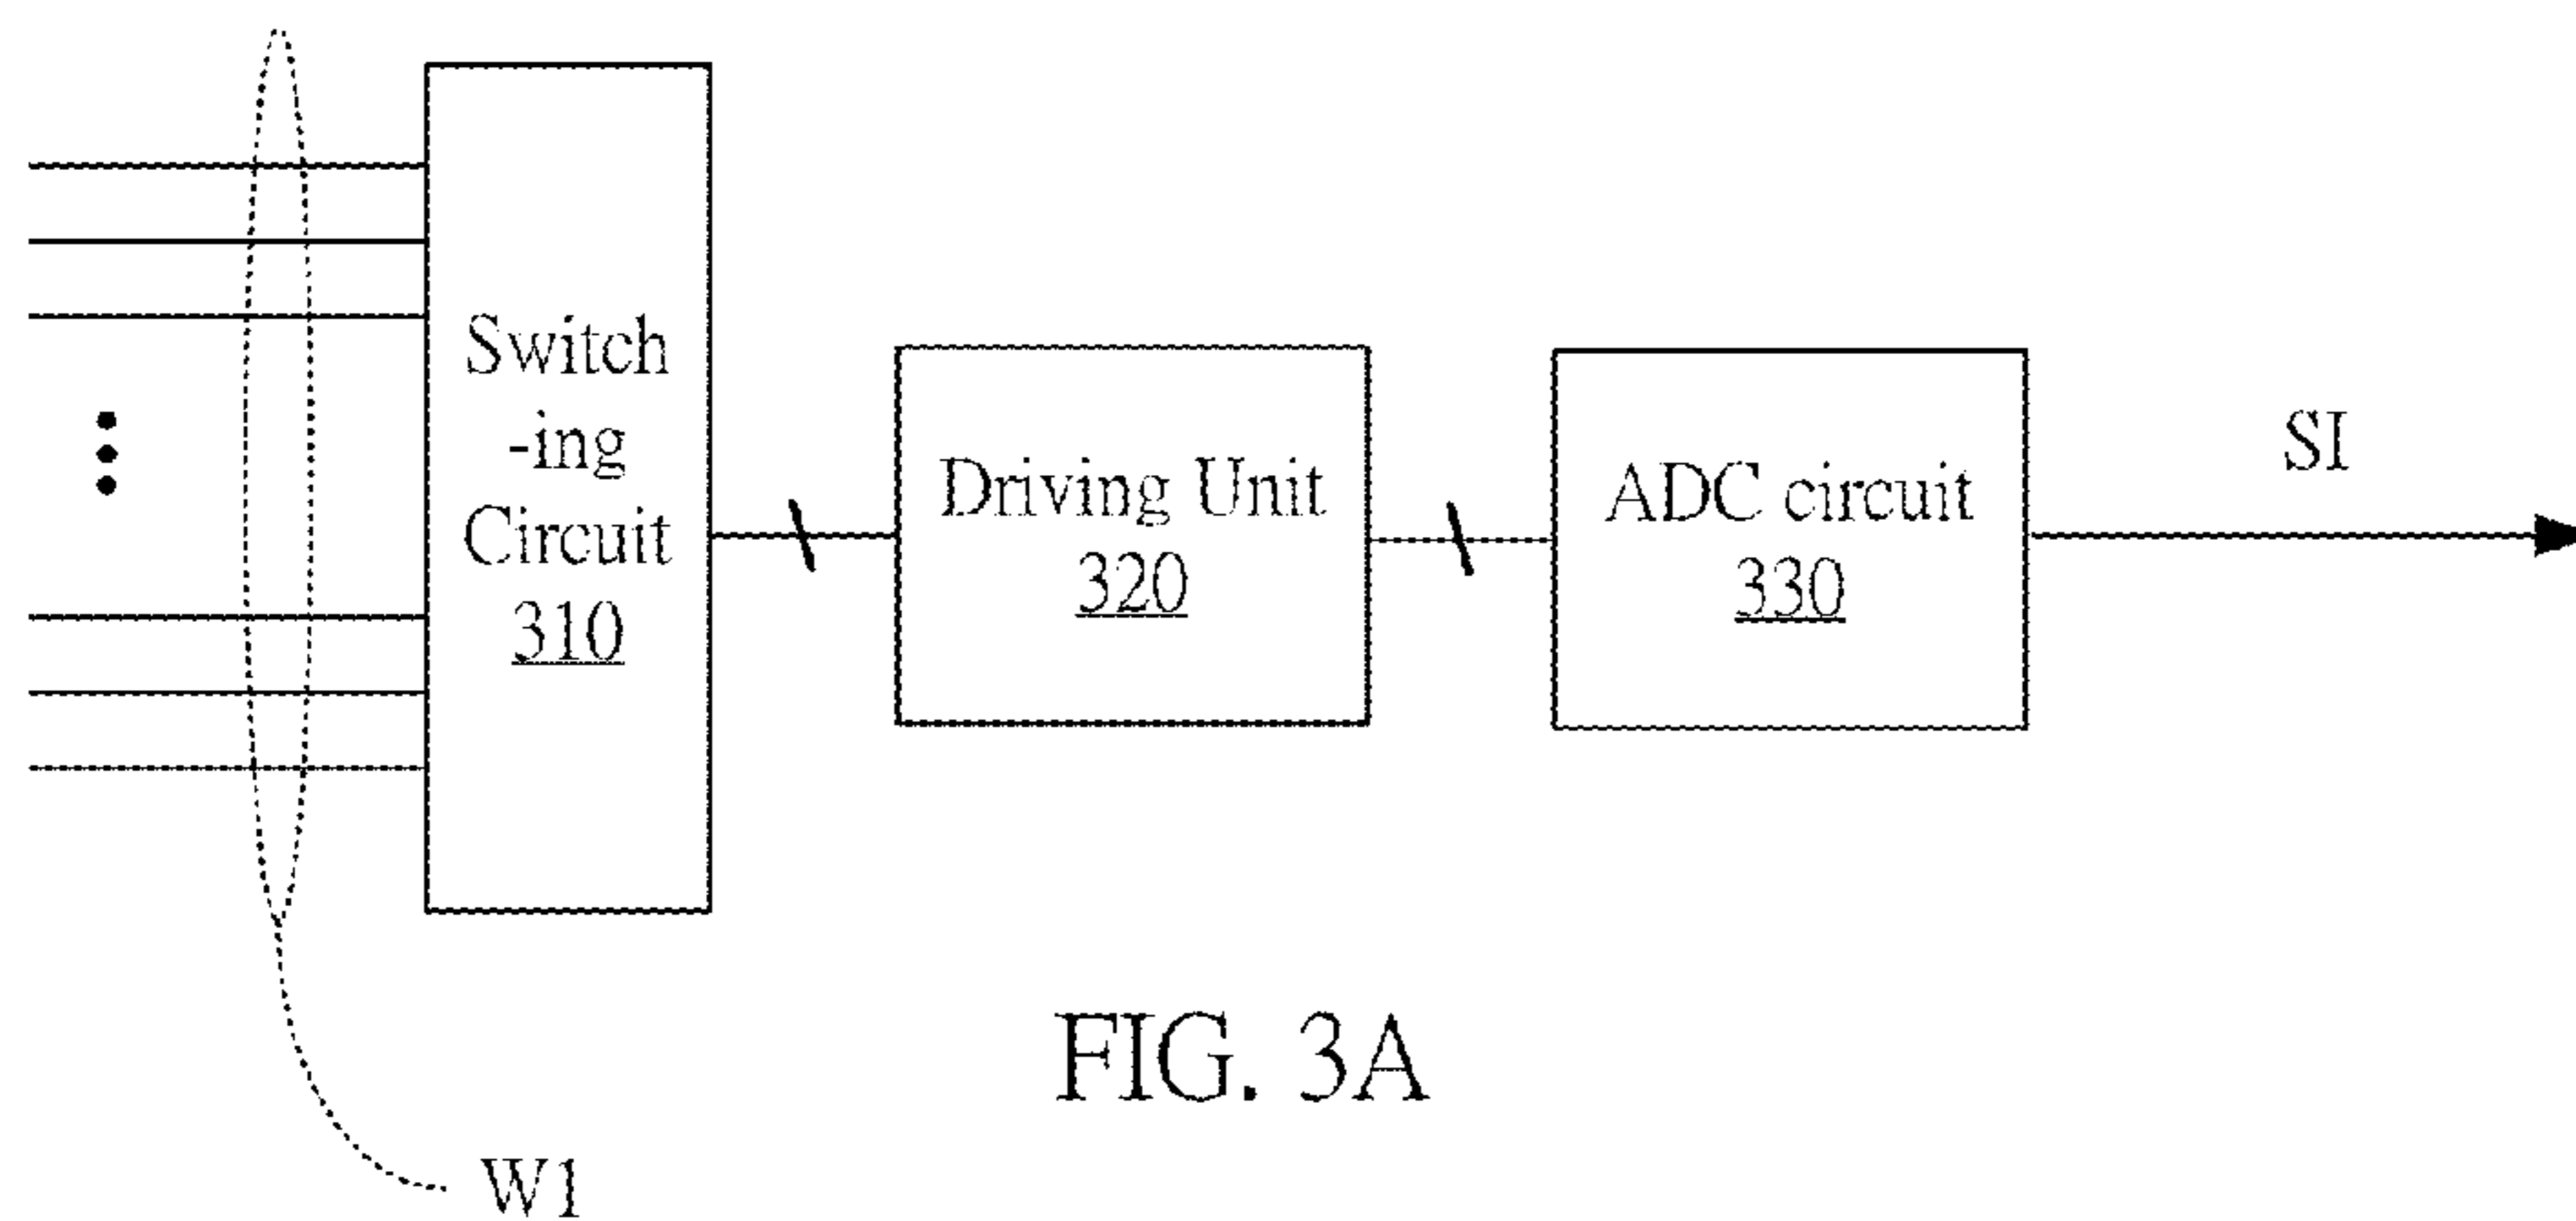 Switch
-ing
Circuit
310
Driving Unit
320
ADC circuit
330
SI
FIG. 3A
W1